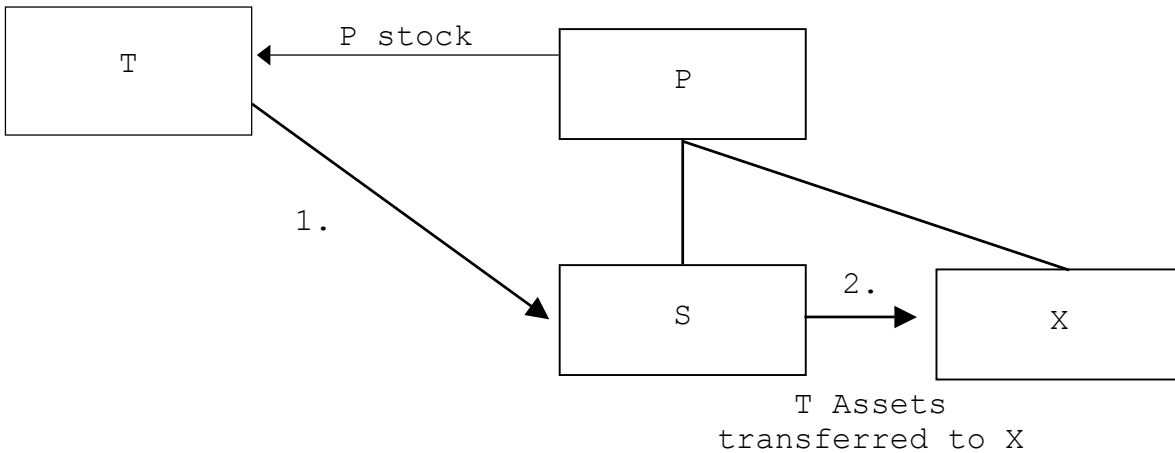 P stock
T
P
1.
2.
S
X
T Assets
transferred to X